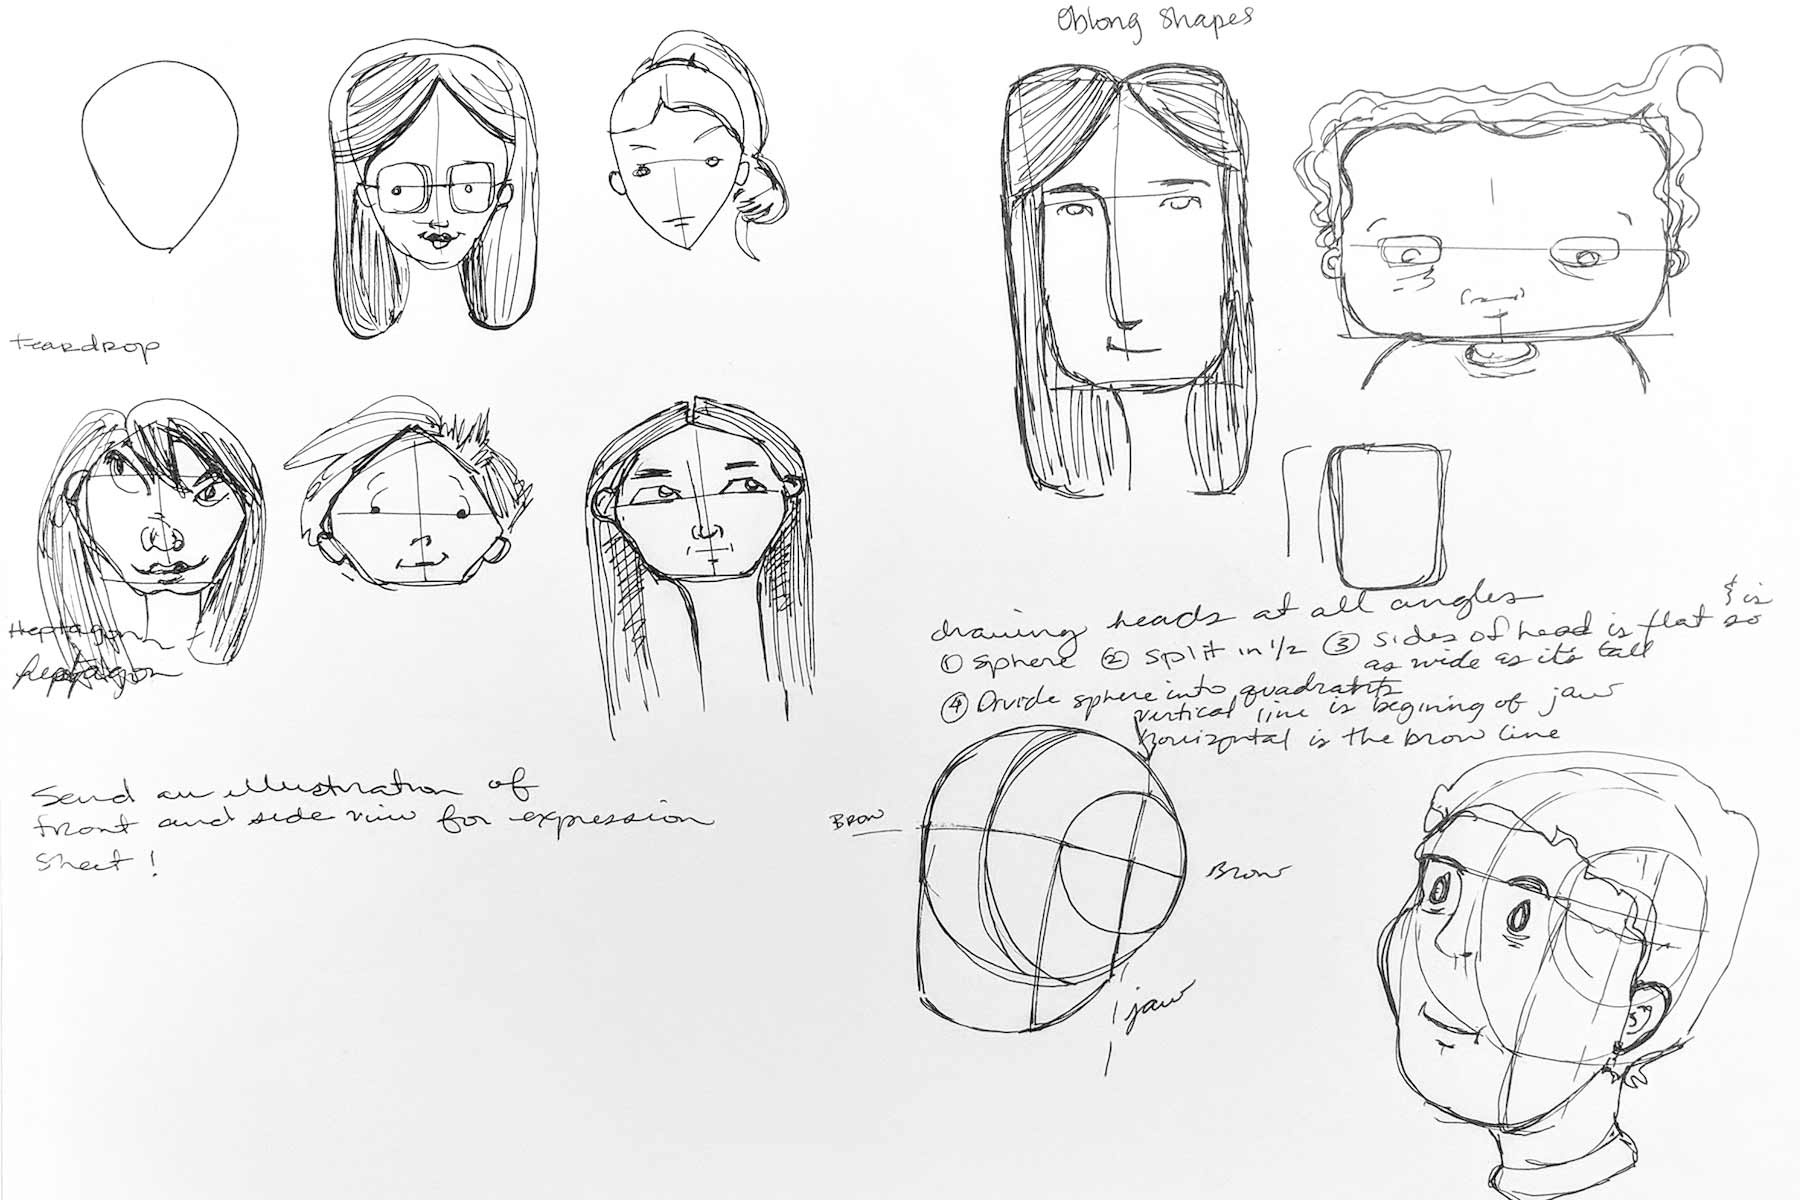 Oblong shapes
teardrop
Heptagon
Heptagon
Send an illustration of
front and side view for expression
sheet!
drawing heads at all angles
① sphere ② split in 1/2 ③ sides of head is flat & is so
as wide as its tall
④ Divide sphere into quadrants
vertical line is begining of jaw
horizontal is the brow line
Brow
Brow
jaw